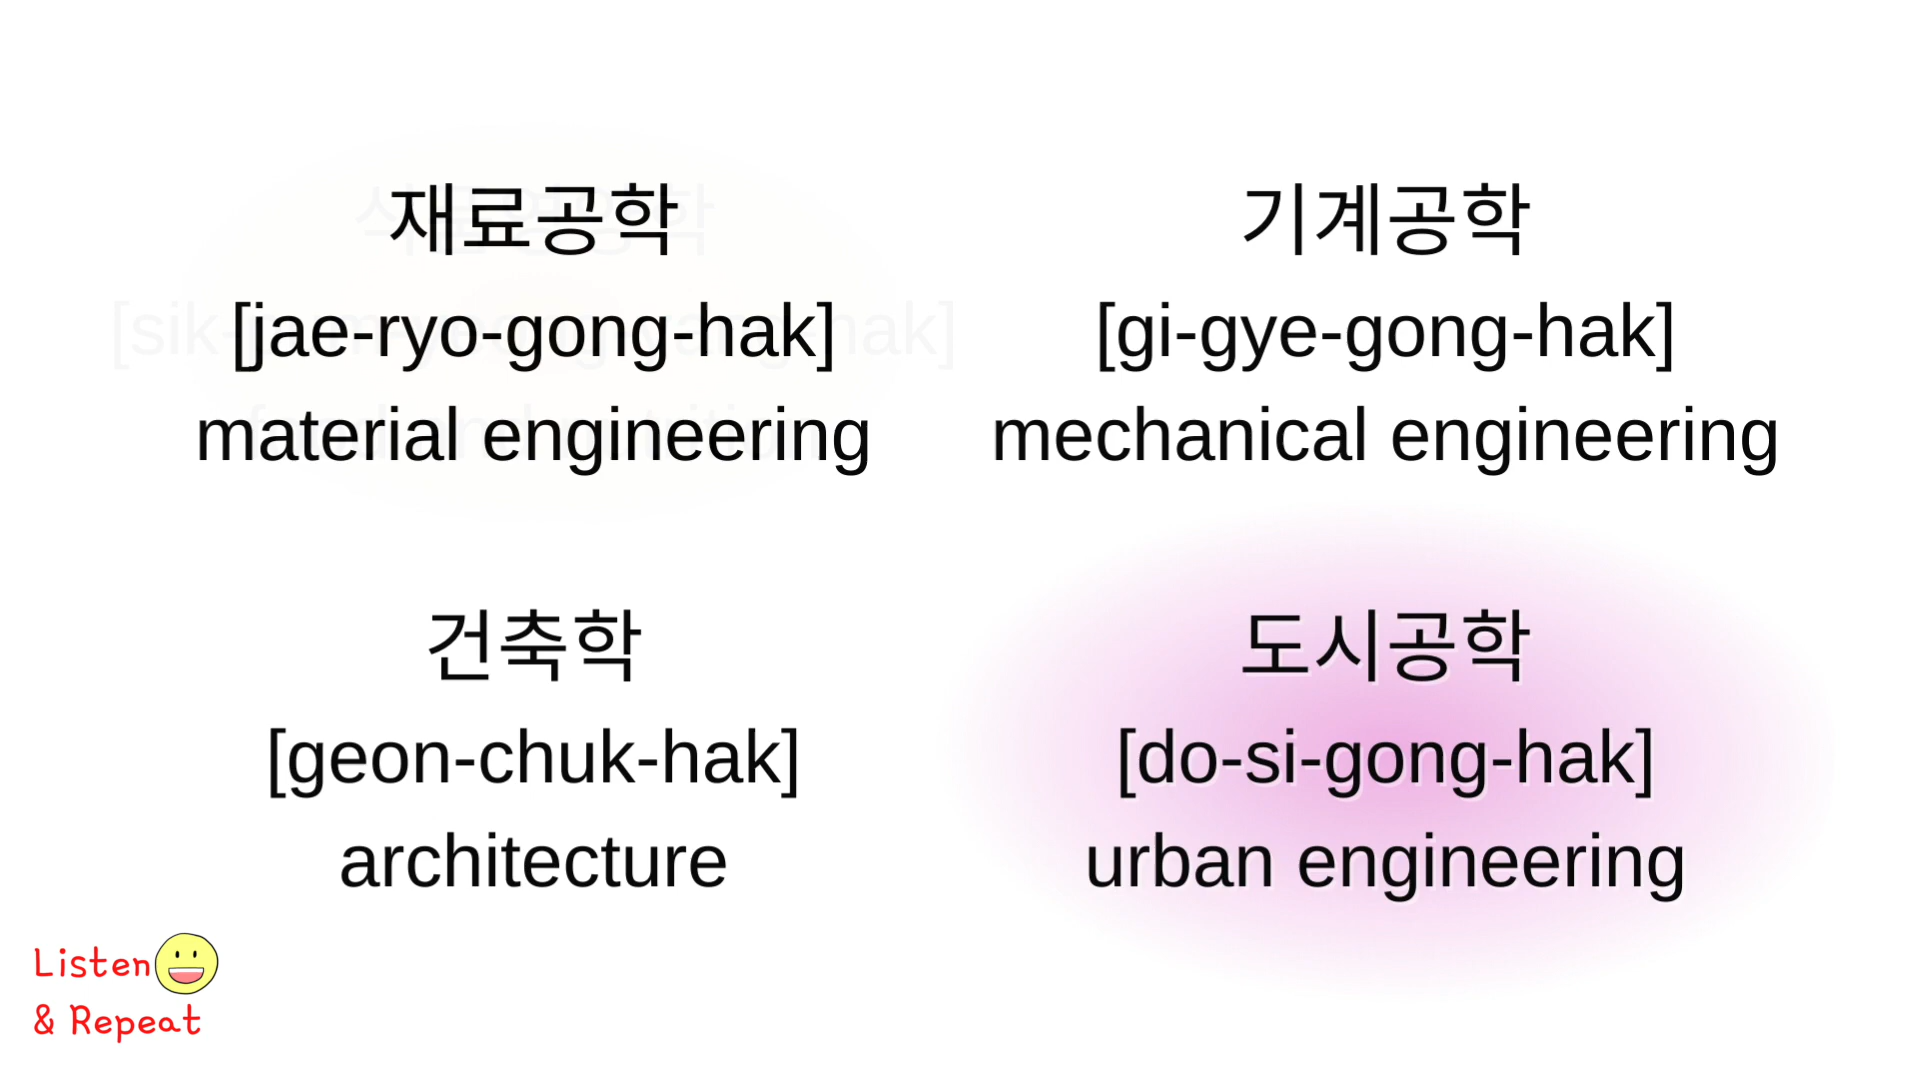 재료공학
[jae-ryo-gong-hak]
material engineering
기계공학
[gi-gye-gong-hak]
mechanical engineering
건축학
[geon-chuk-hak]
architecture
도시공학
[do-si-gong-hak]
urban engineering
Listen
& Repeat